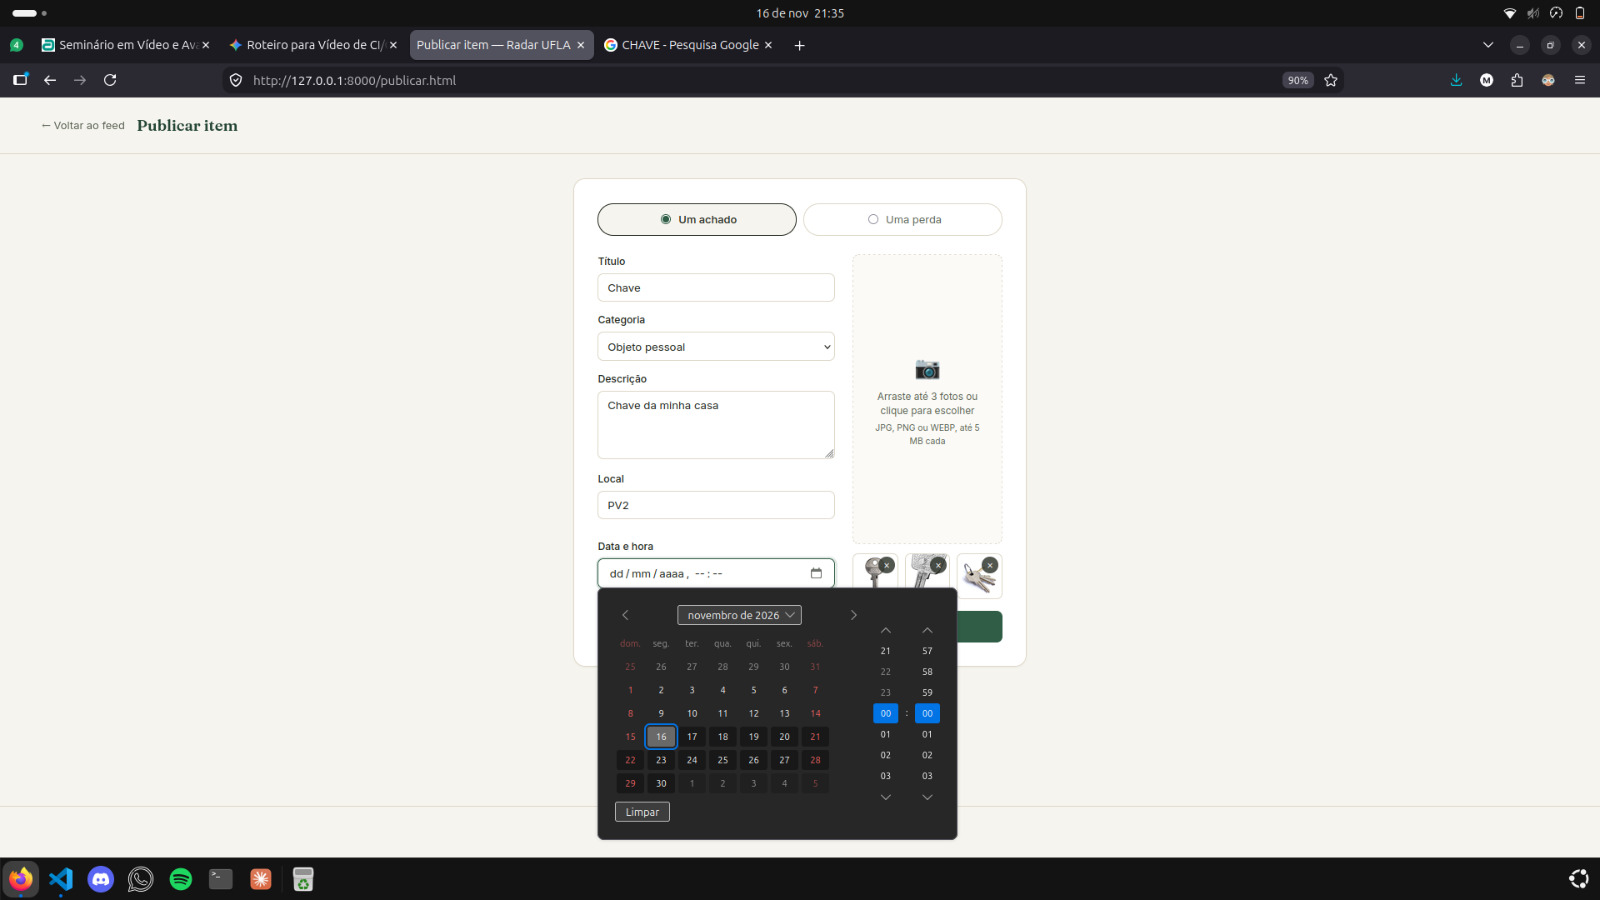 16 de nov 21:35
4
Seminário em Vídeo e Av
Roteiro para Vídeo de CI/
Publicar item — Radar UFLA
CHAVE - Pesquisa Google
http://127.0.0.1:8000/publicar.html
90%
M
← Voltar ao feed
Publicar item
Um achado
Uma perda
Título
Chave
Categoria
Objeto pessoal
Descrição
Chave da minha casa
Local
PV2
Data e hora
dd / mm / aaaa , -- : --
Arraste até 3 fotos ou
clique para escolher
JPG, PNG ou WEBP, até 5
MB cada
novembro de 2026
dom. seg. ter. qua. qui. sex. sáb.
25 26 27 28 29 30 31
1 2 3 4 5 6 7
8 9 10 11 12 13 14
15 16 17 18 19 20 21
22 23 24 25 26 27 28
29 30 1 2 3 4 5
21 57
22 58
23 59
00 : 00
01 01
02 02
03 03
Limpar